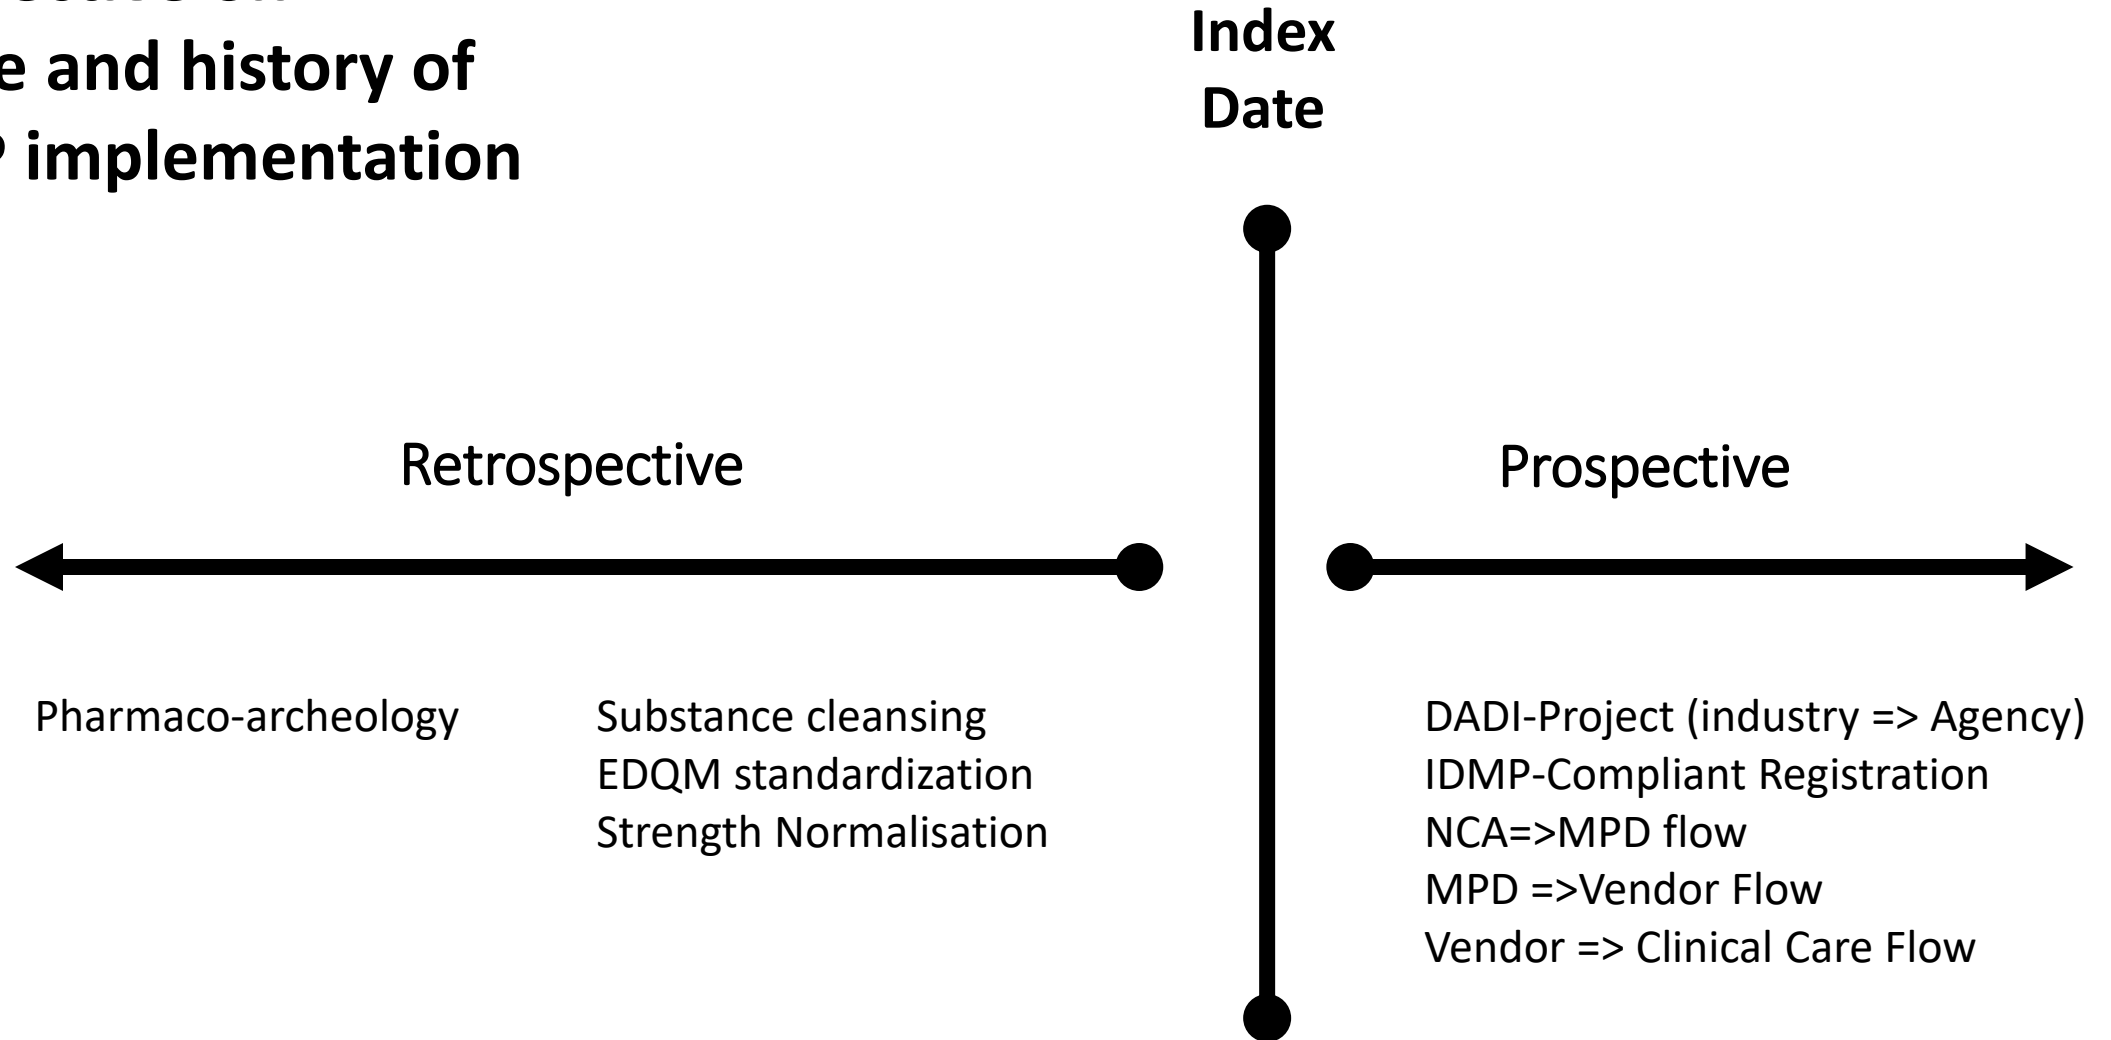 e and history of
implementation
Index
Date
Retrospective
Prospective
Pharmaco-archeology
Substance cleansing
EDQM standardization
Strength Normalisation
DADI-Project (industry => Agency)
IDMP-Compliant Registration
NCA=>MPD flow
MPD =>Vendor Flow
Vendor => Clinical Care Flow